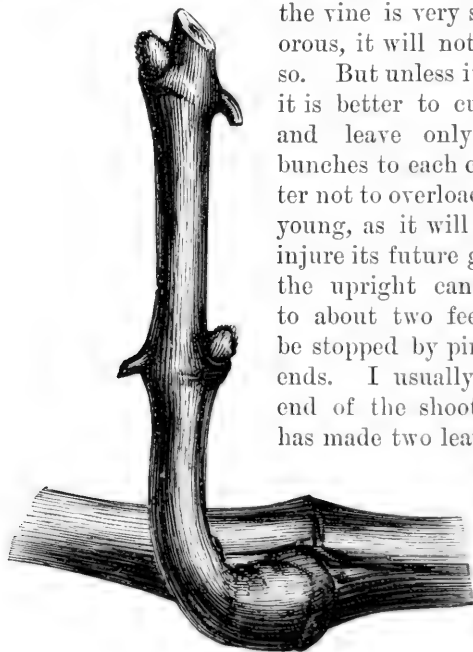 the vine is very s
orous, it will not
so. But unless i
it is better to cu
and leave only
bunches to each c
ter not to overload
young, as it will
injure its future g
the upright can
to about two fee
be stopped by pin
ends. I usually
end of the shoot
has made two lea